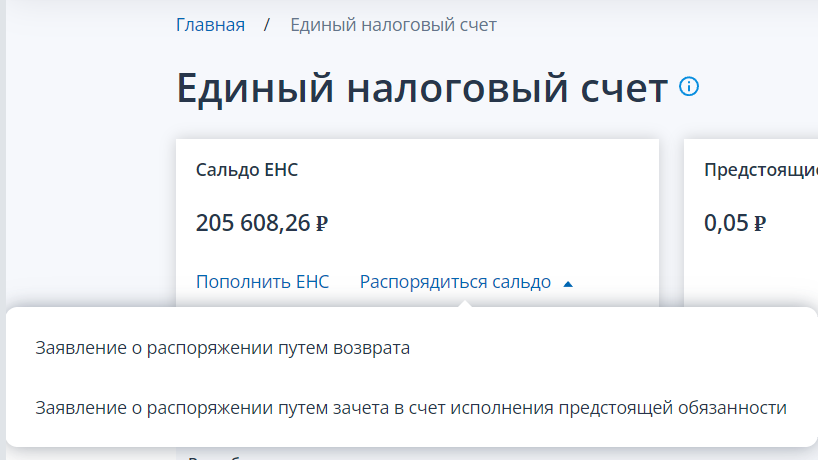 Главная / Единый налоговый счет
Единый налоговый счет
Сальдо ЕНС
205 608,26 ₽
Пополнить ЕНС Распорядиться сальдо
0,05 ₽
Заявление о распоряжении путем возврата
Заявление о распоряжении путем зачета в счет исполнения предстоящей обязанности